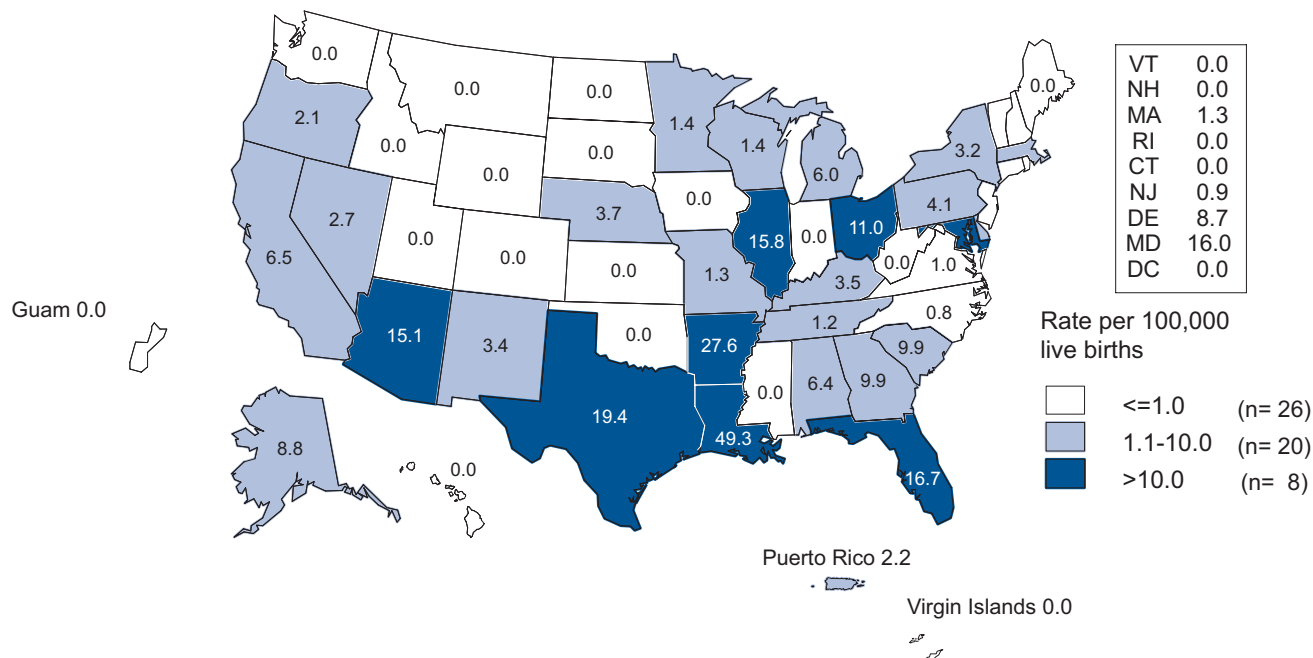 0.0
0.0
0.0
0.0
VT 0.0
NH 0.0
MA 1.3
RI 0.0
CT 0.0
NJ 0.9
DE 8.7
MD 16.0
DC 0.0
2.1
0.0
0.0
0.0
1.4
1.4
6.0
3.2
6.5
2.7
0.0
0.0
3.7
0.0
0.0
1.3
15.8
0.0
11.0
4.1
0.0
1.0
3.5
Guam 0.0
15.1
3.4
0.0
27.6
1.2
0.8
9.9
19.4
49.3
0.0
6.4
9.9
16.7
8.8
0.0
Rate per 100,000
live births
<=1.0 (n= 26)
1.1-10.0 (n= 20)
>10.0 (n= 8)
Puerto Rico 2.2
Virgin Islands 0.0